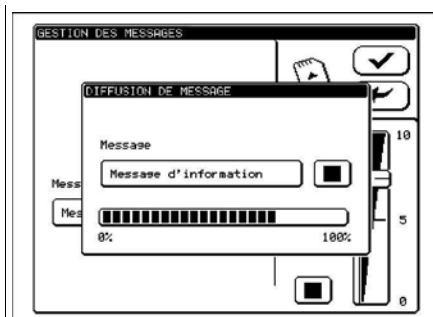 GESTION DES MESSAGES
DIFFUSION DE MESSAGE
Message
Message d'information
0%
100%
Mess
Mes
10
5
0